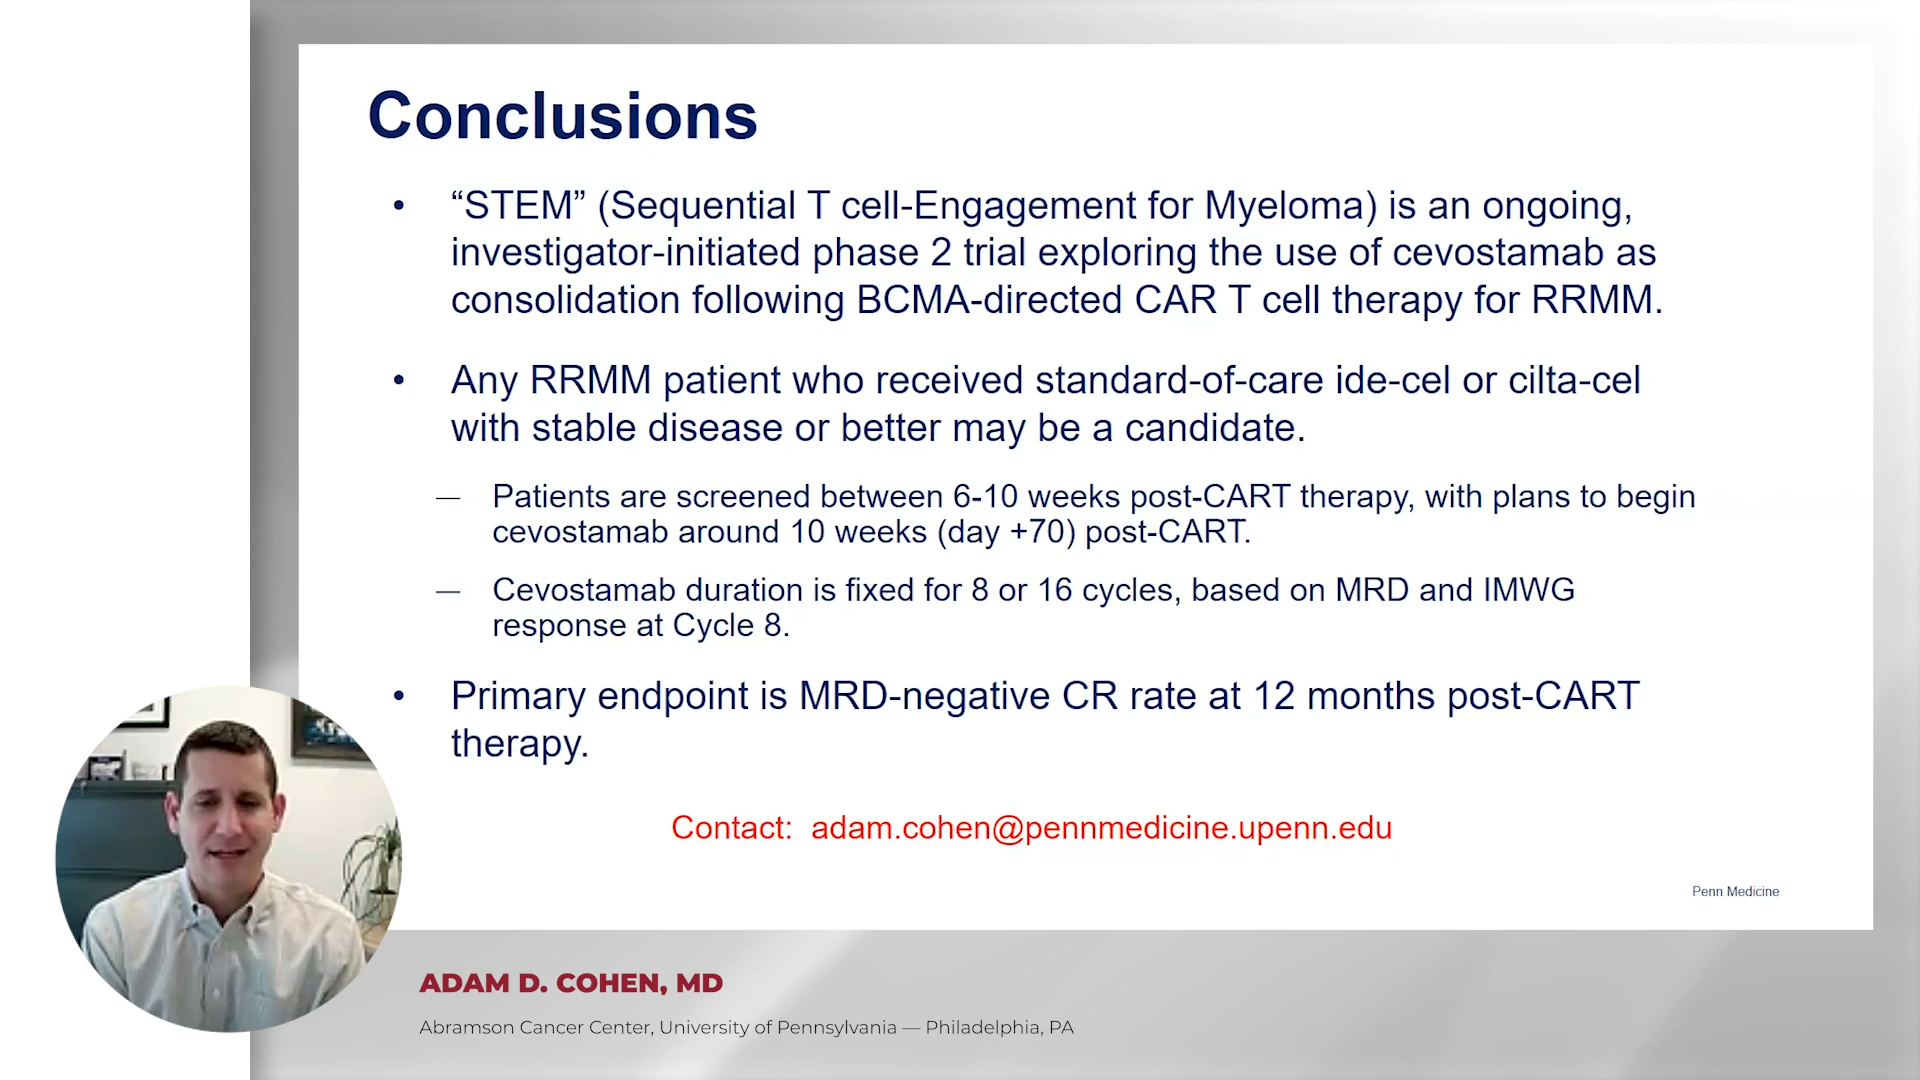 Conclusions
• “STEM” (Sequential T cell-Engagement for Myeloma) is an ongoing,
investigator-initiated phase 2 trial exploring the use of cevostamab as
consolidation following BCMA-directed CAR T cell therapy for RRMM.
• Any RRMM patient who received standard-of-care ide-cel or cilta-cel
with stable disease or better may be a candidate.
— Patients are screened between 6-10 weeks post-CART therapy, with plans to begin
cevostamab around 10 weeks (day +70) post-CART.
— Cevostamab duration is fixed for 8 or 16 cycles, based on MRD and IMWG
response at Cycle 8.
• Primary endpoint is MRD-negative CR rate at 12 months post-CART
therapy.
Contact: adam.cohen@pennmedicine.upenn.edu
Penn Medicine
ADAM D. COHEN, MD
Abramson Cancer Center, University of Pennsylvania — Philadelphia, PA